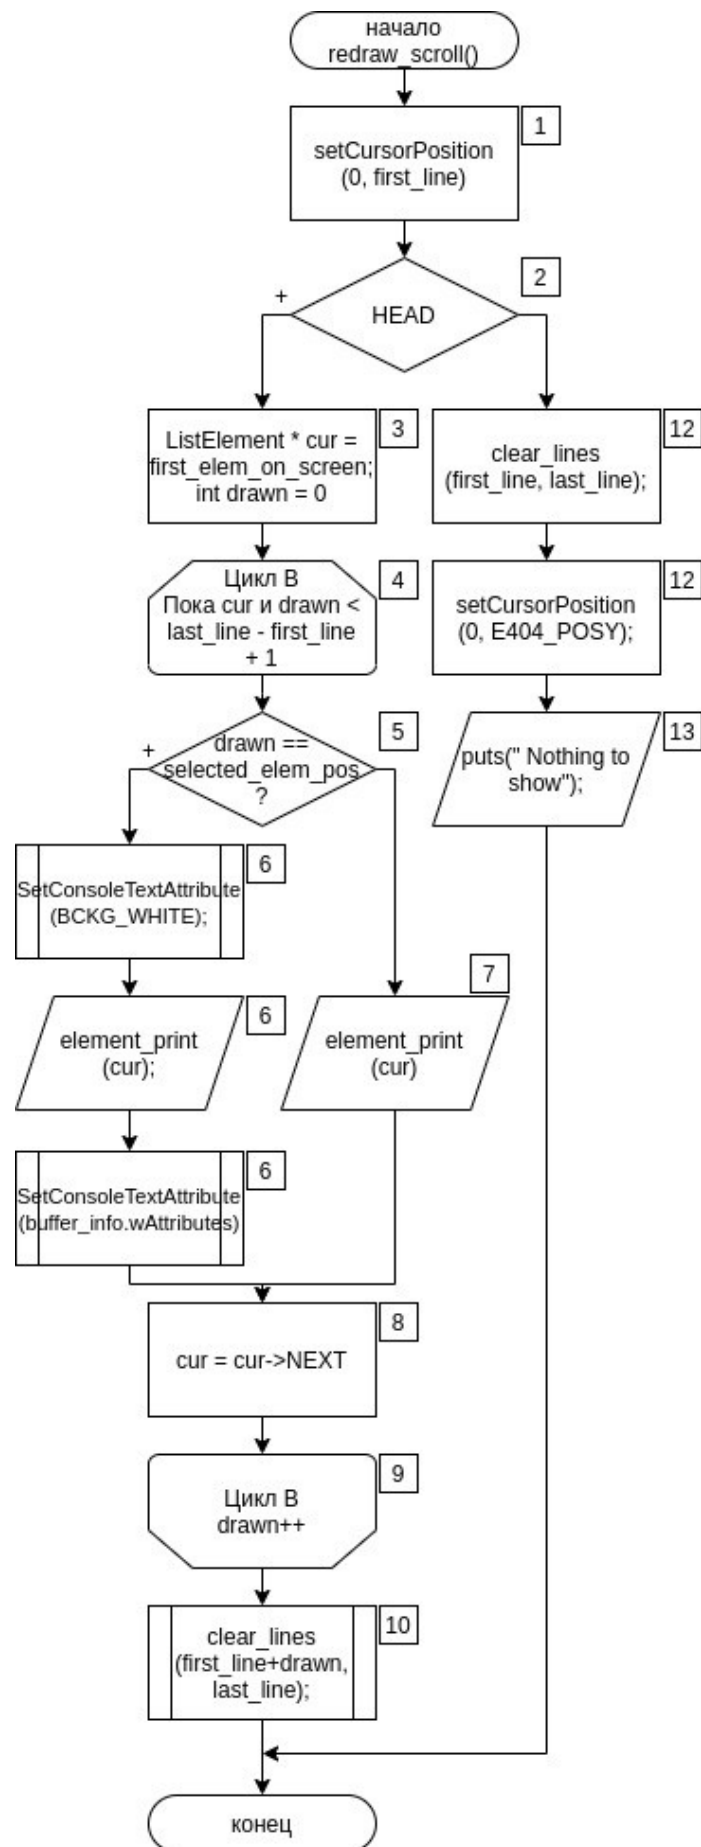 начало
redraw_scroll()
1
setCursorPosition
(0, first_line)
2
+
HEAD
3
ListElement * cur =
first_elem_on_screen;
int drawn = 0
12
clear_lines
(first_line, last_line);
4
Цикл B
Пока cur и drawn <
last_line - first_line
+ 1
12
setCursorPosition
(0, E404_POSY);
5
+
drawn ==
selected_elem_pos
?
13
puts(" Nothing to
show");
6
SetConsoleTextAttribute
(BCKG_WHITE);
6
element_print
(cur);
7
element_print
(cur)
6
SetConsoleTextAttribute
(buffer_info.wAttributes)
8
cur = cur->NEXT
9
Цикл B
drawn++
10
clear_lines
(first_line+drawn,
last_line);
конец